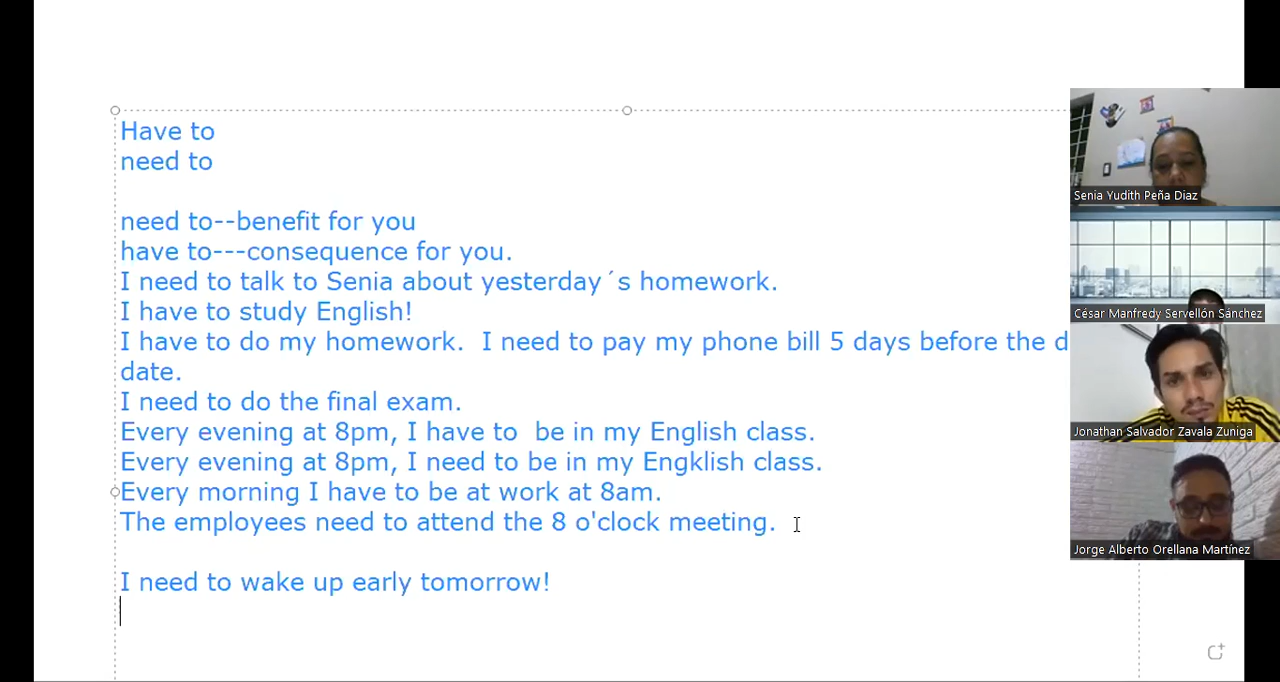 Have to
need to
need to--benefit for you
have to---consequence for you.
I need to talk to Senia about yesterday´s homework.
I have to study English!
I have to do my homework.  I need to pay my phone bill 5 days before the
date.
I need to do the final exam.
Every evening at 8pm, I have to  be in my English class.
Every evening at 8pm, I need to be in my Engklish class.
Every morning I have to be at work at 8am.
The employees need to attend the 8 o'clock meeting.
I need to wake up early tomorrow!
Senia Yudith Peña Diaz
César Manfredy Servellón Sánchez
Jonathan Salvador Zavala Zuniga
Jorge Alberto Orellana Martínez